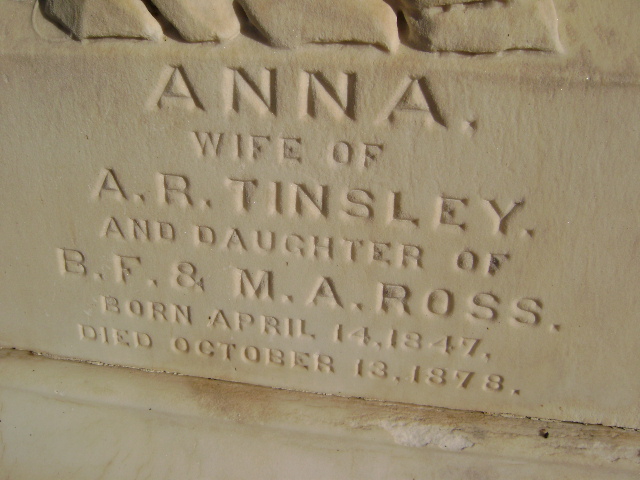 ANNA,
WIFE OF
A. R. TINSLEY.
AND DAUGHTER OF
B. F. & M. A. ROSS.
BORN APRIL 14, 1847,
DIED OCTOBER 13, 1878.